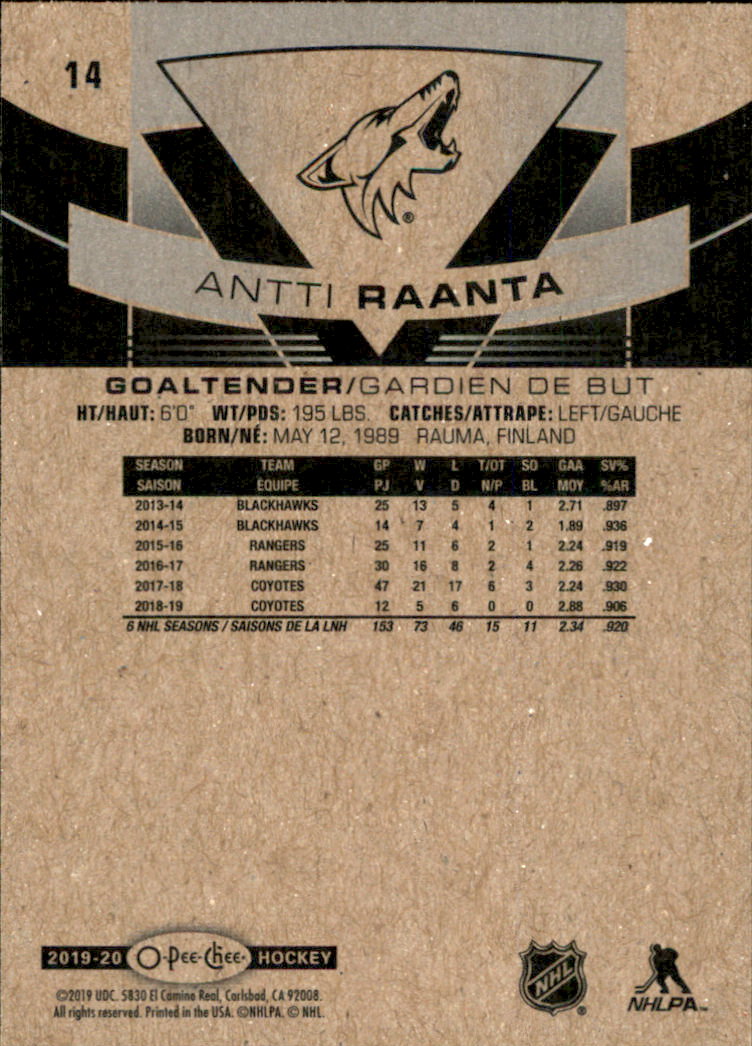 14
®
ANTTI RAANTA
GOALTENDER/GARDIEN DE BUT
HT/HAUT: 6'0" WT/PDS: 195 LBS. CATCHES/ATTRAPE: LEFT/GAUCHE
BORN/NÉ: MAY 12, 1989 RAUMA, FINLAND
SEASON TEAM GP W L T/OT SO GAA SV%
SAISON ÉQUIPE PJ V D N/P BL MOY %AR
2013-14 BLACKHAWKS 25 13 5 4 1 2.71 .897
2014-15 BLACKHAWKS 14 7 4 1 2 1.89 .936
2015-16 RANGERS 25 11 6 2 1 2.24 .919
2016-17 RANGERS 30 16 8 2 4 2.26 .922
2017-18 COYOTES 47 21 17 6 3 2.24 .930
2018-19 COYOTES 12 5 6 0 0 2.88 .906
6 NHL SEASONS / SAISONS DE LA LNH 153 73 46 15 11 2.34 .920
2019-20 O-Pee-Chee HOCKEY
NHL ®
NHLPA™
©2019 UDC. 5830 El Camino Real, Carlsbad, CA 92008.
All rights reserved. Printed in the USA. ©NHLPA. © NHL.